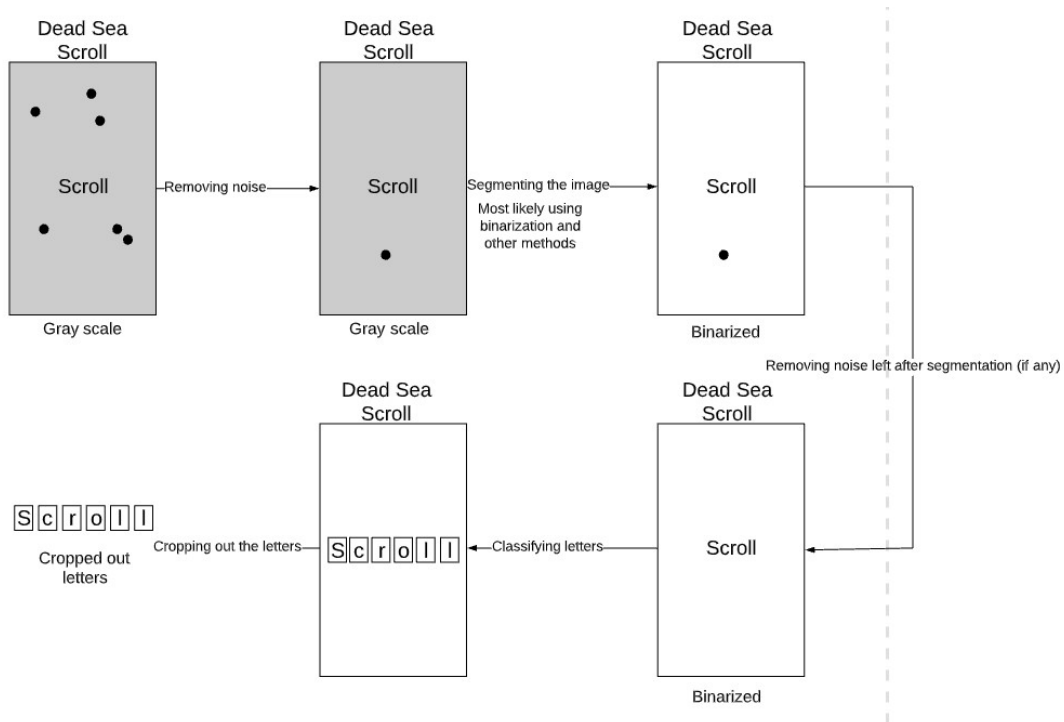 Dead Sea
Scroll
Scroll
Gray scale
Removing noise
Dead Sea
Scroll
Scroll
Gray scale
Segmenting the image
Most likely using
binarization and
other methods
Dead Sea
Scroll
Scroll
Binarized
Removing noise left after segmentation (if any)
Dead Sea
Scroll
Scroll
Binarized
Classifying letters
Dead Sea
Scroll
S c r o l l
Cropping out the letters
S c r o l l
Cropped out
letters